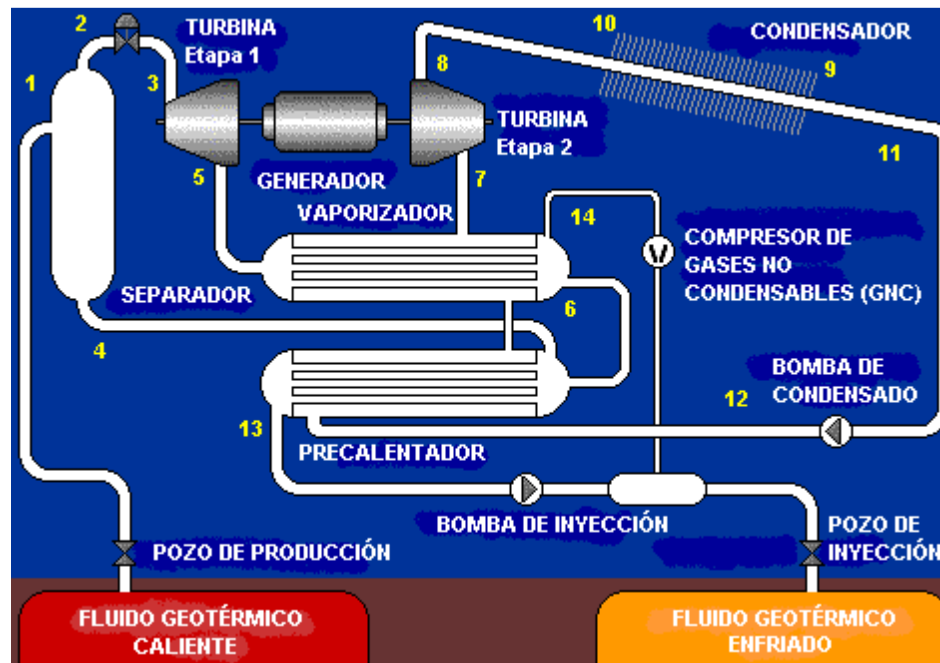 2
TURBINA
Etapa 1
10
CONDENSADOR
1
3
8
9
TURBINA
Etapa 2
11
5
GENERADOR
7
VAPORIZADOR
14
COMPRESOR DE
GASES NO
CONDENSABLES (GNC)
V
SEPARADOR
6
4
BOMBA DE
CONDENSADO
12
13
PRECALENTADOR
BOMBA DE INYECCIÓN
POZO DE
INYECCIÓN
POZO DE PRODUCCIÓN
FLUIDO GEOTÉRMICO
CALIENTE
FLUIDO GEOTÉRMICO
ENFRIADO